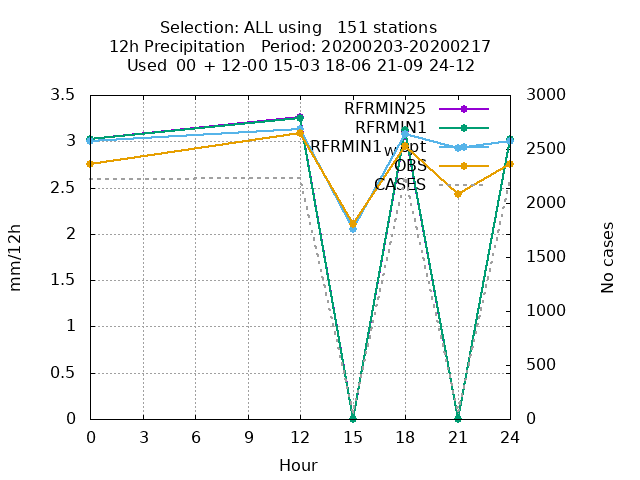 Selection: ALL using   151 stations
12h Precipitation   Period: 20200203-20200217
Used  00 + 12-00 15-03 18-06 21-09 24-12
3.5
3
2.5
2
1.5
1
0.5
0
mm/12h
RFRMIN25
RFRMIN1
RFRMIN1wopt
OBS
CASES
3000
2500
2000
1500
1000
500
0
No cases
0 3 6 9 12 15 18 21 24
Hour